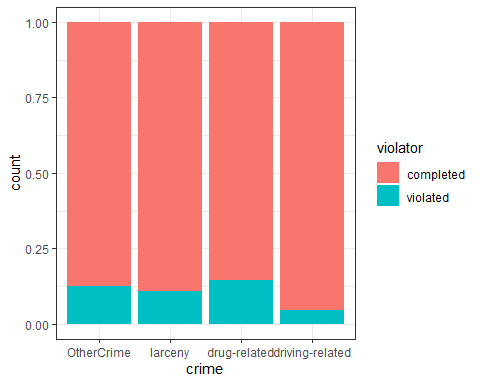 1.00
0.75
0.50
0.25
0.00
count
OtherCrime larceny drug-related driving-related
crime
violator
completed
violated